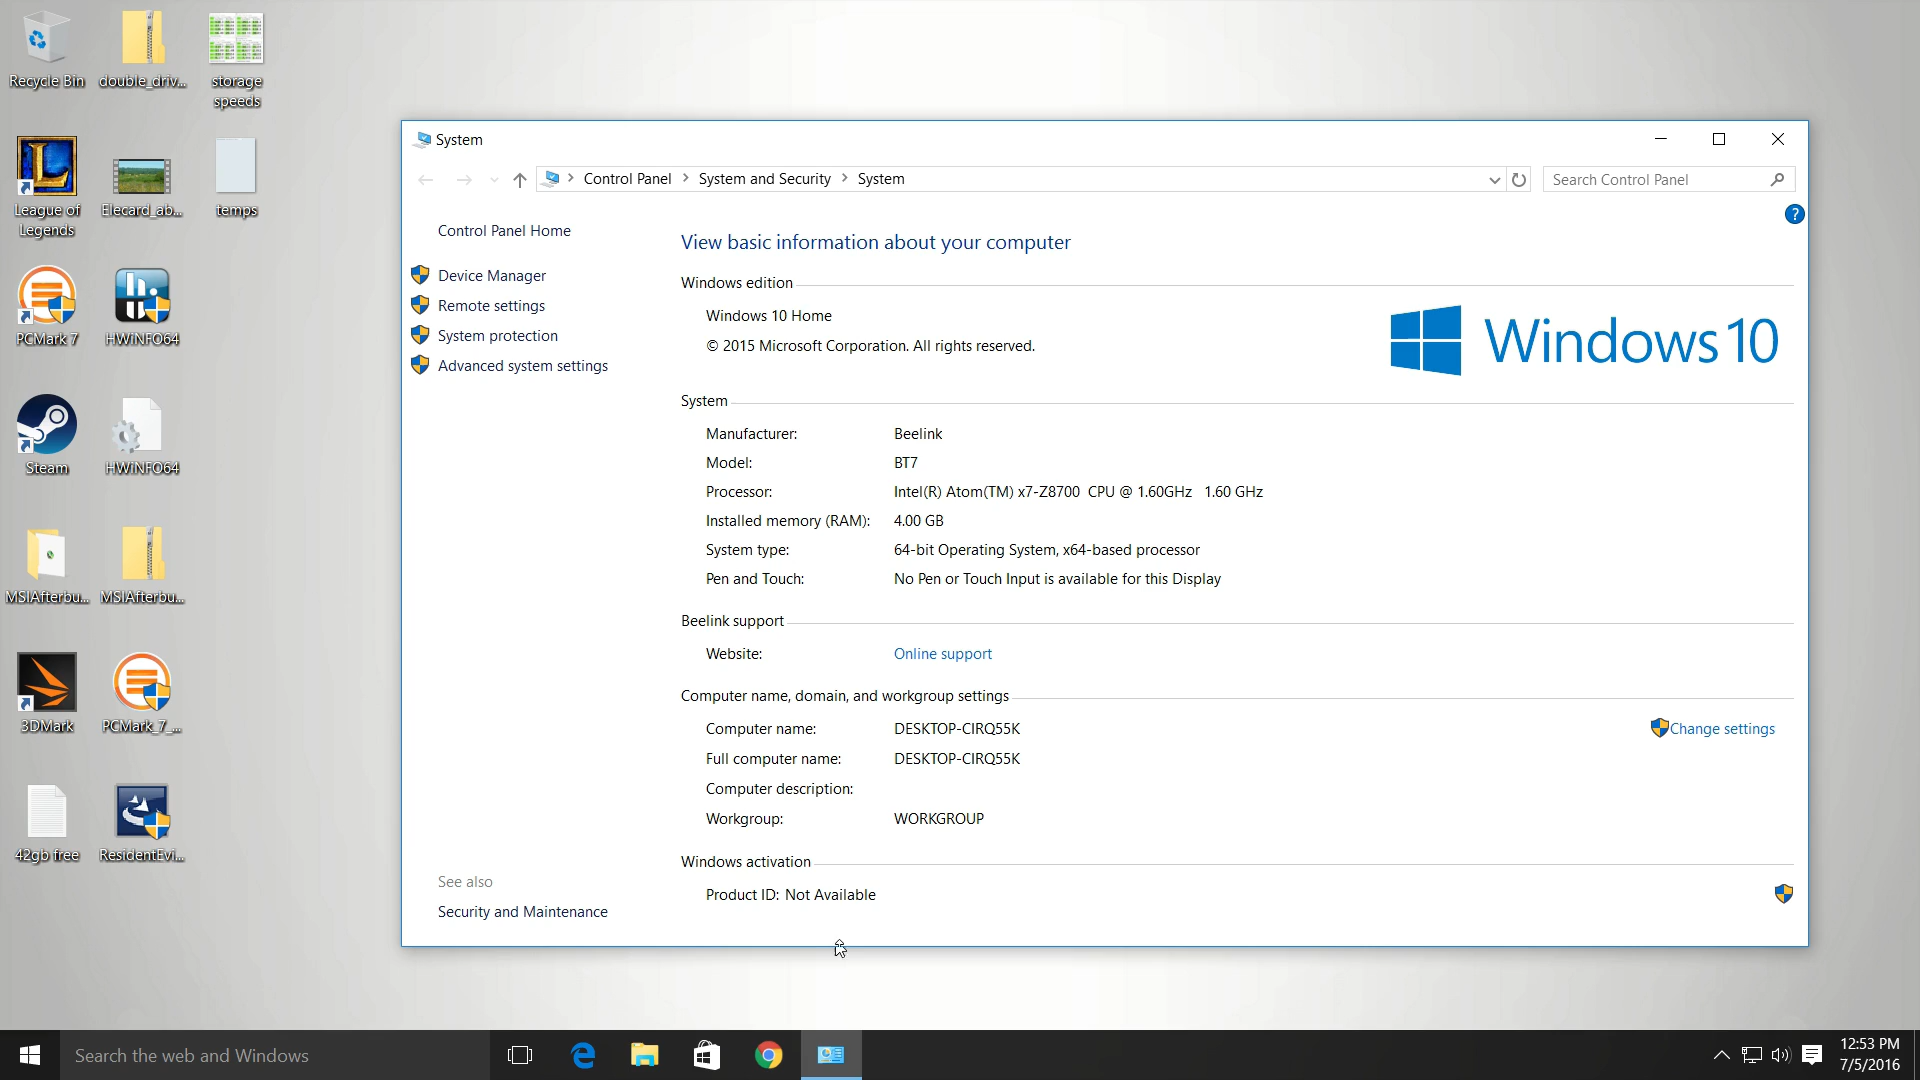 Recycle Bin
double_driv...
storage
speeds
League of
Legends
Elecard_ab...
temps
PCMark 7
HWiNFO64
Steam
HWiNFO64
MSIAfterbu...
MSIAfterbu...
3DMark
PCMark_7_...
42gb free
ResidentEvi...
System
Control Panel > System and Security > System
Search Control Panel
?
Control Panel Home
Device Manager
Remote settings
System protection
Advanced system settings
See also
Security and Maintenance
View basic information about your computer
Windows edition
Windows 10 Home
© 2015 Microsoft Corporation. All rights reserved.
Windows 10
System
Manufacturer: Beelink
Model: BT7
Processor: Intel(R) Atom(TM) x7-Z8700 CPU @ 1.60GHz 1.60 GHz
Installed memory (RAM): 4.00 GB
System type: 64-bit Operating System, x64-based processor
Pen and Touch: No Pen or Touch Input is available for this Display
Beelink support
Website: Online support
Computer name, domain, and workgroup settings
Computer name: DESKTOP-CIRQ55K
Change settings
Full computer name: DESKTOP-CIRQ55K
Computer description:
Workgroup: WORKGROUP
Windows activation
Product ID: Not Available
Search the web and Windows
12:53 PM
7/5/2016